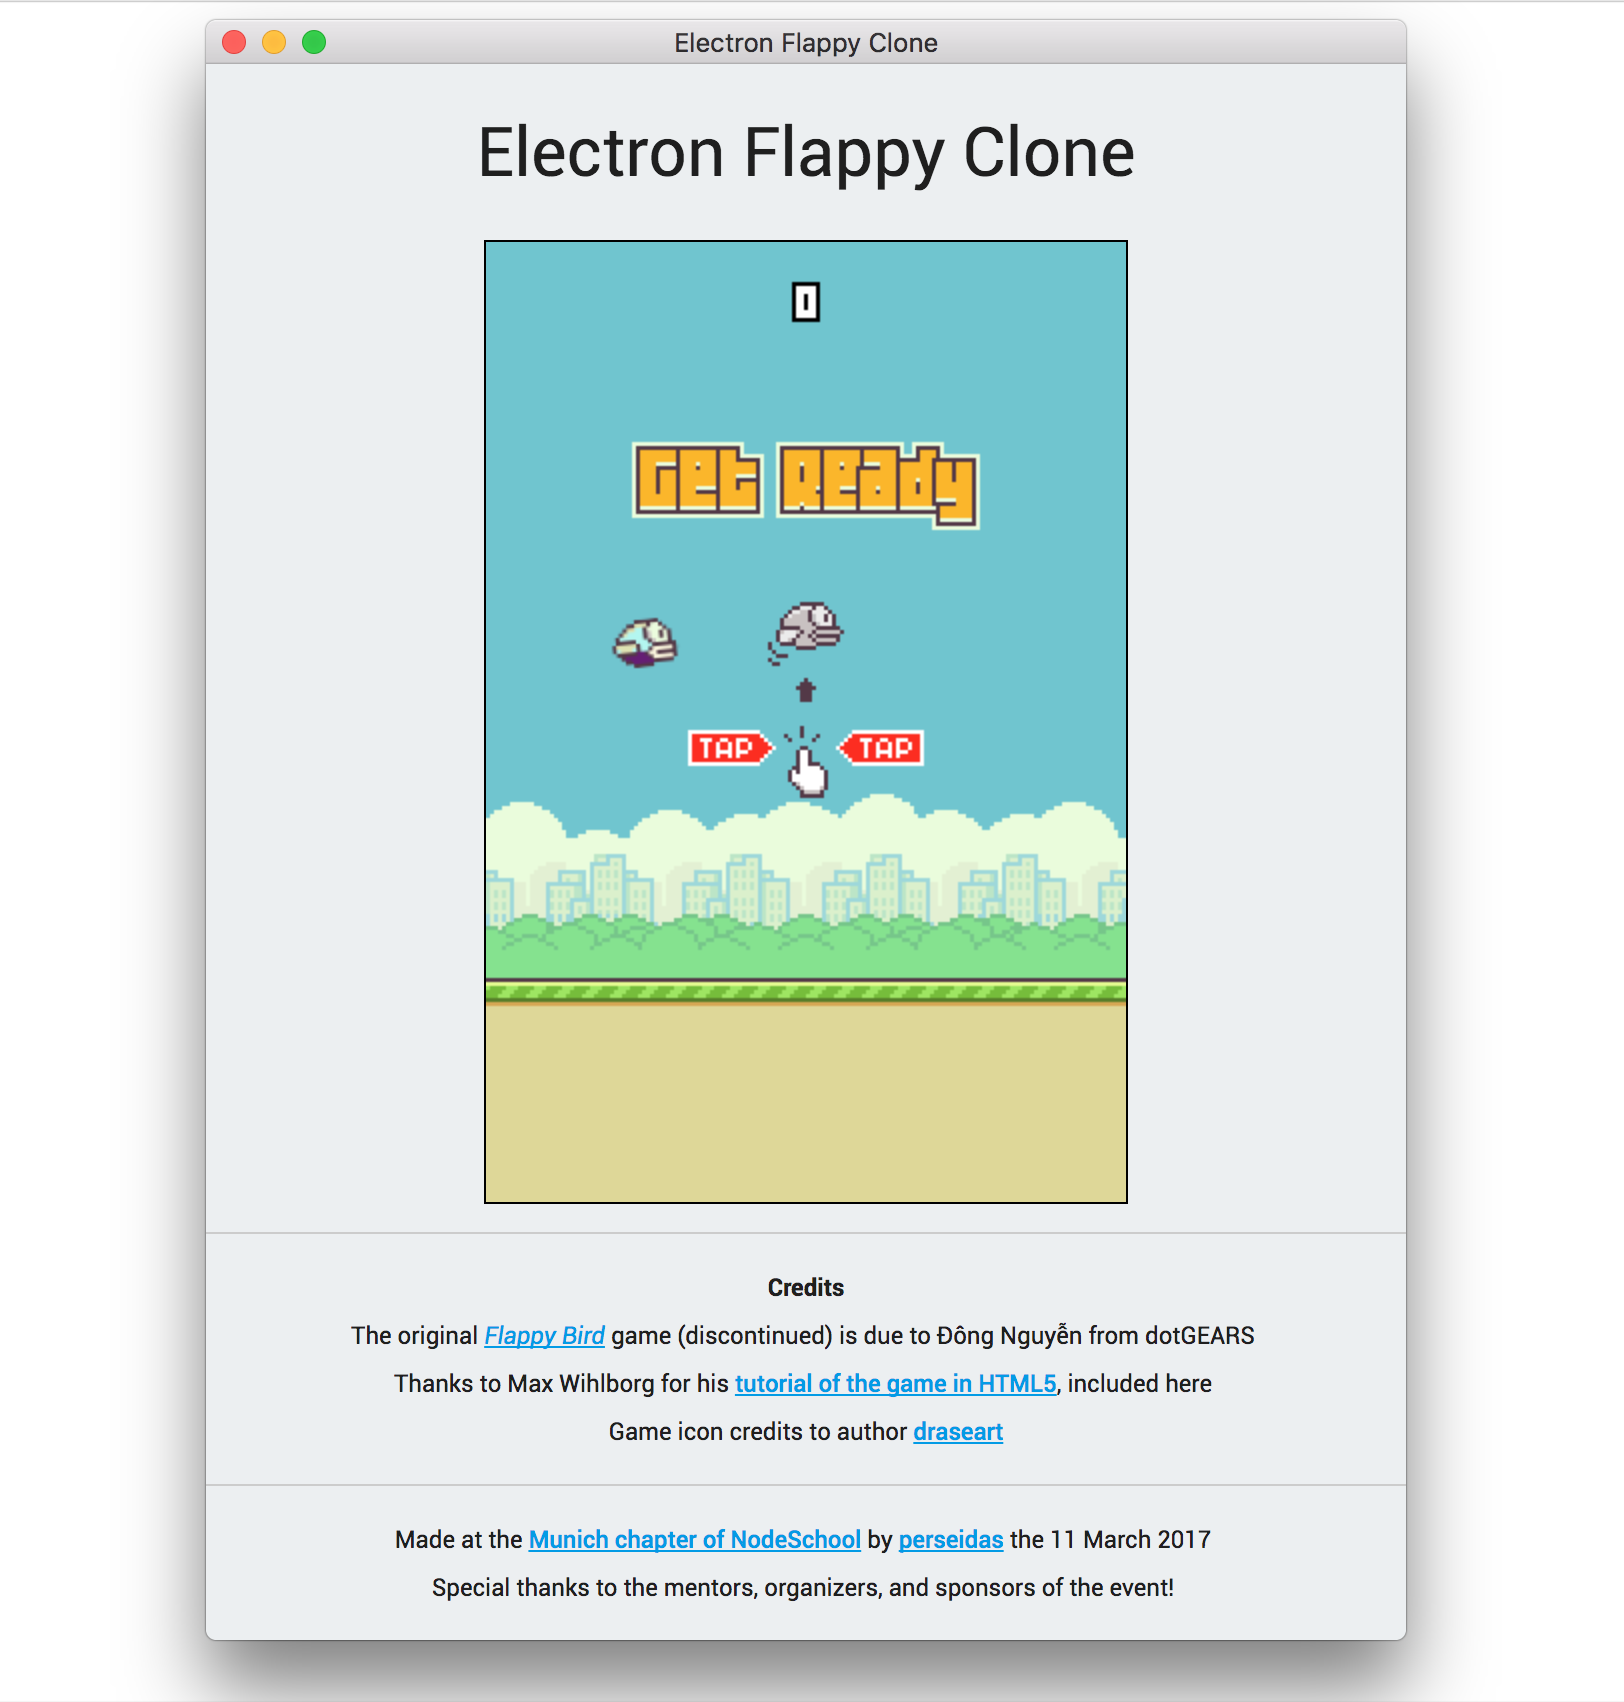 Electron Flappy Clone
Electron Flappy Clone
0
Get Ready
TAP TAP
Credits
The original Flappy Bird game (discontinued) is due to Đông Nguyễn from dotGEARS
Thanks to Max Wihlborg for his tutorial of the game in HTML5, included here
Game icon credits to author draseart
Made at the Munich chapter of NodeSchool by perseidas the 11 March 2017
Special thanks to the mentors, organizers, and sponsors of the event!